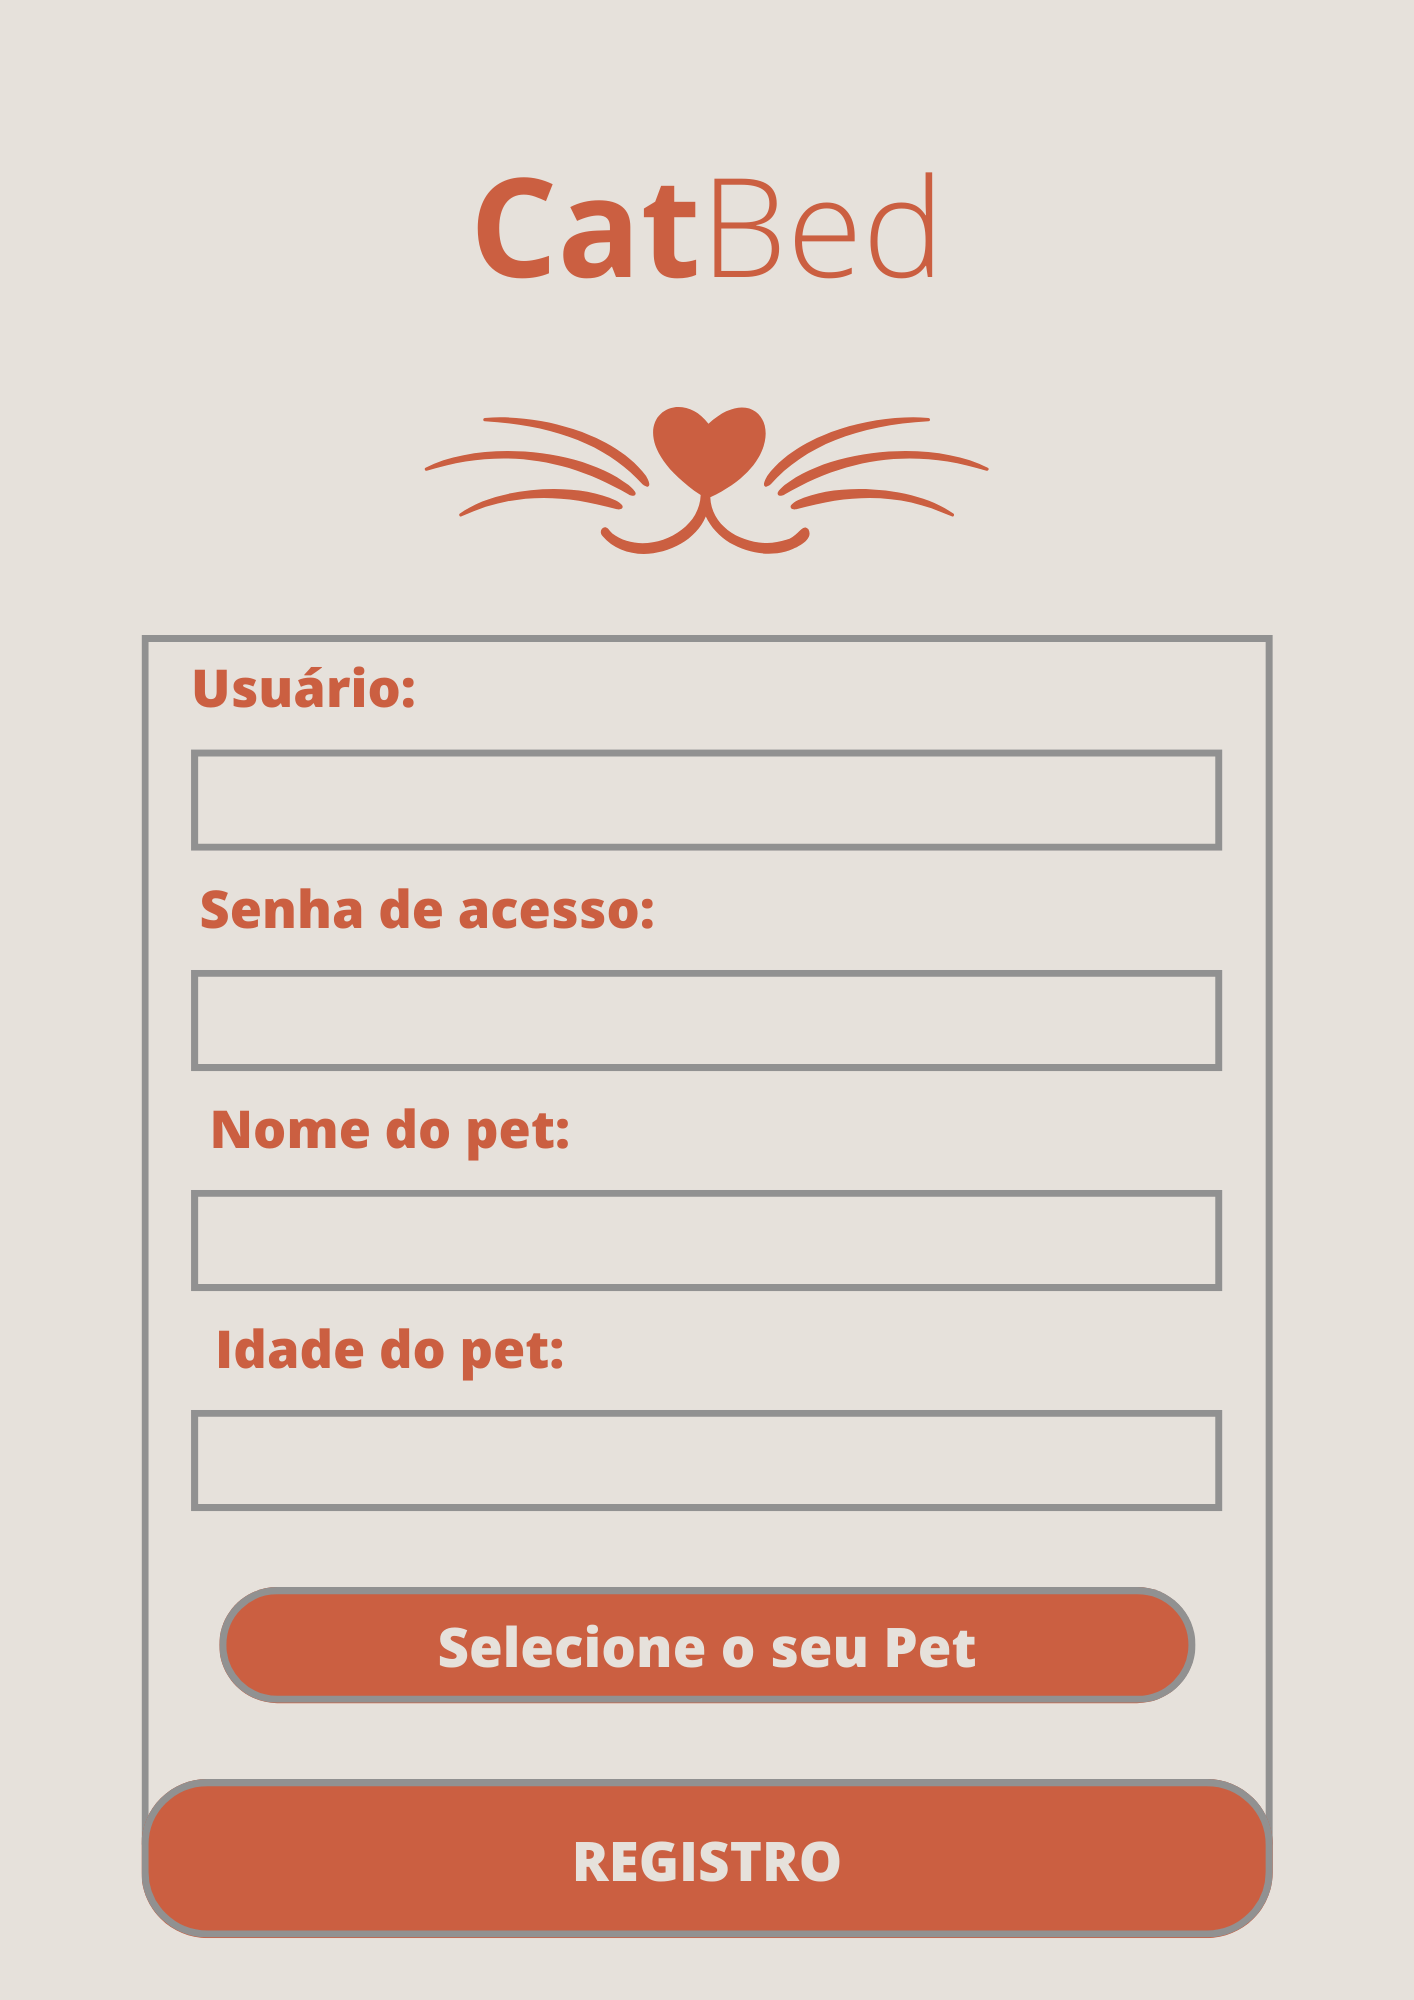 CatBed
Usuário:
Senha de acesso:
Nome do pet:
Idade do pet:
Selecione o seu Pet
REGISTRO